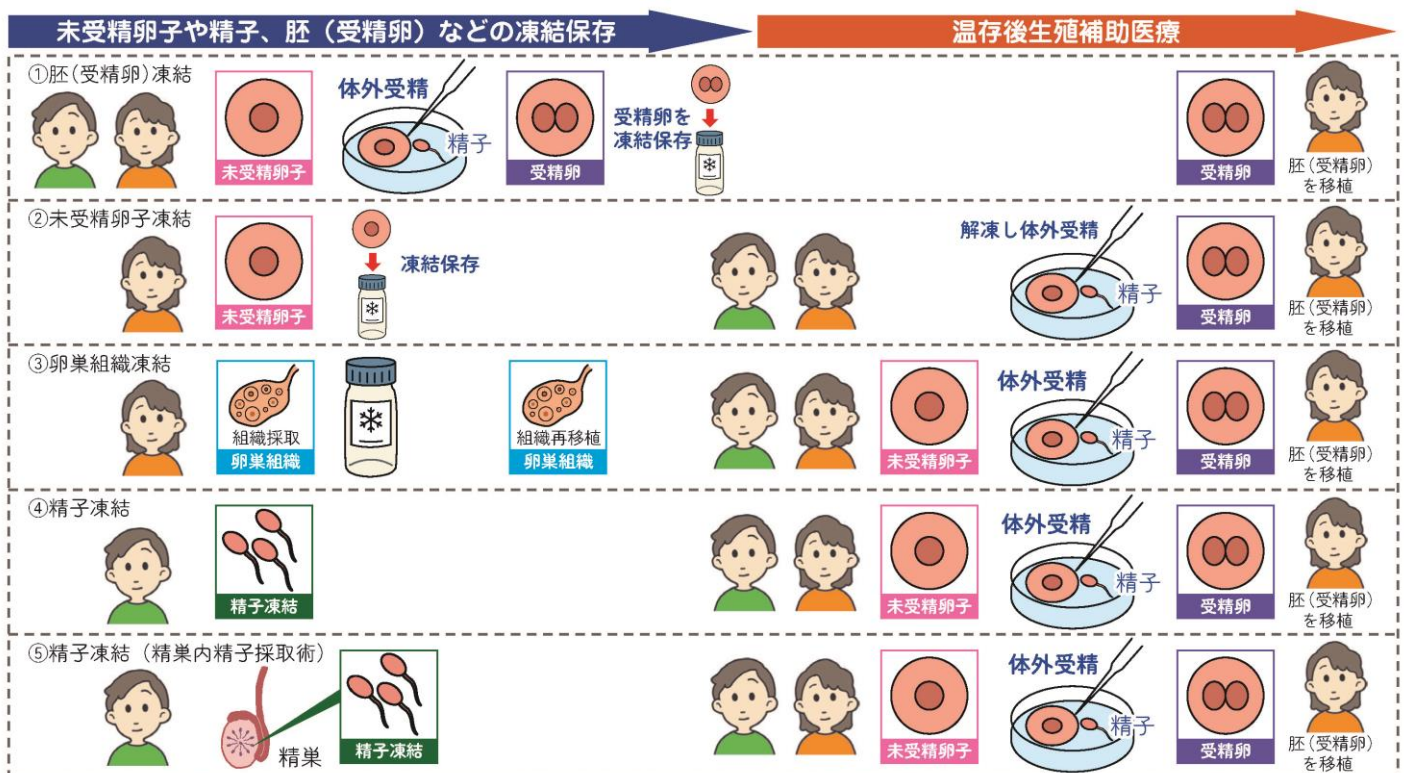 未受精卵子や精子、胚（受精卵）などの凍結保存
温存後生殖補助医療
①胚(受精卵)凍結
未受精卵子
体外受精
精子
受精卵
受精卵を
凍結保存
受精卵
胚(受精卵)
を移植
②未受精卵子凍結
未受精卵子
凍結保存
解凍し体外受精
精子
受精卵
胚(受精卵)
を移植
③卵巣組織凍結
組織採取
卵巣組織
組織再移植
卵巣組織
未受精卵子
体外受精
精子
受精卵
胚(受精卵)
を移植
④精子凍結
精子凍結
未受精卵子
体外受精
精子
受精卵
胚(受精卵)
を移植
⑤精子凍結（精巣内精子採取術）
精巣
精子凍結
未受精卵子
体外受精
精子
受精卵
胚(受精卵)
を移植